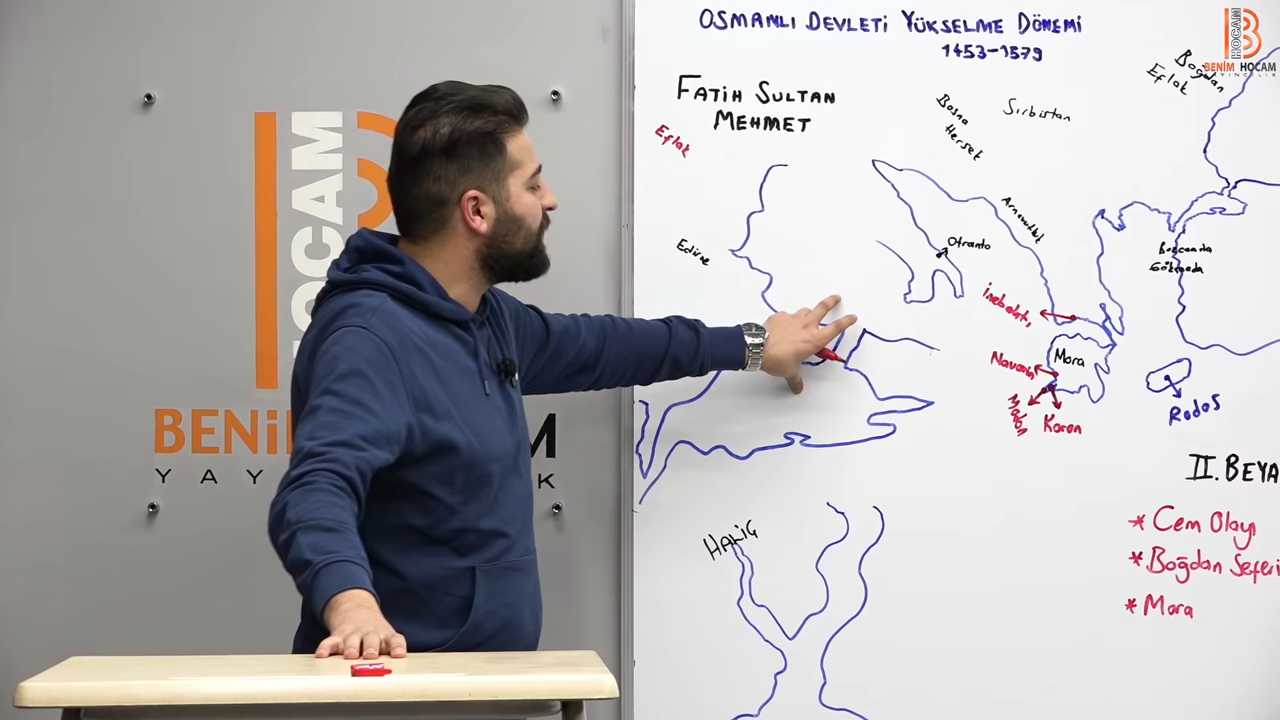 OSMANLI DEVLETİ YÜKSELME DÖNEMİ
1453-1579
FATİH SULTAN
MEHMET
Eflak
Bosna
Hersek
Sırbistan
Boğdan
Eflak
Edirne
Arnavutluk
Otranto
Bozcaada
Gökçeada
İnebahtı
Navarin
Mora
Modon
Koron
Rodos
HALİÇ
II. BEYA
* Cem Olayı
* Boğdan Seferi
* Mora
HOCAM
BENİM HOCAM
YAYINCILIK
HOCAM
BENİ
M
YAY
K